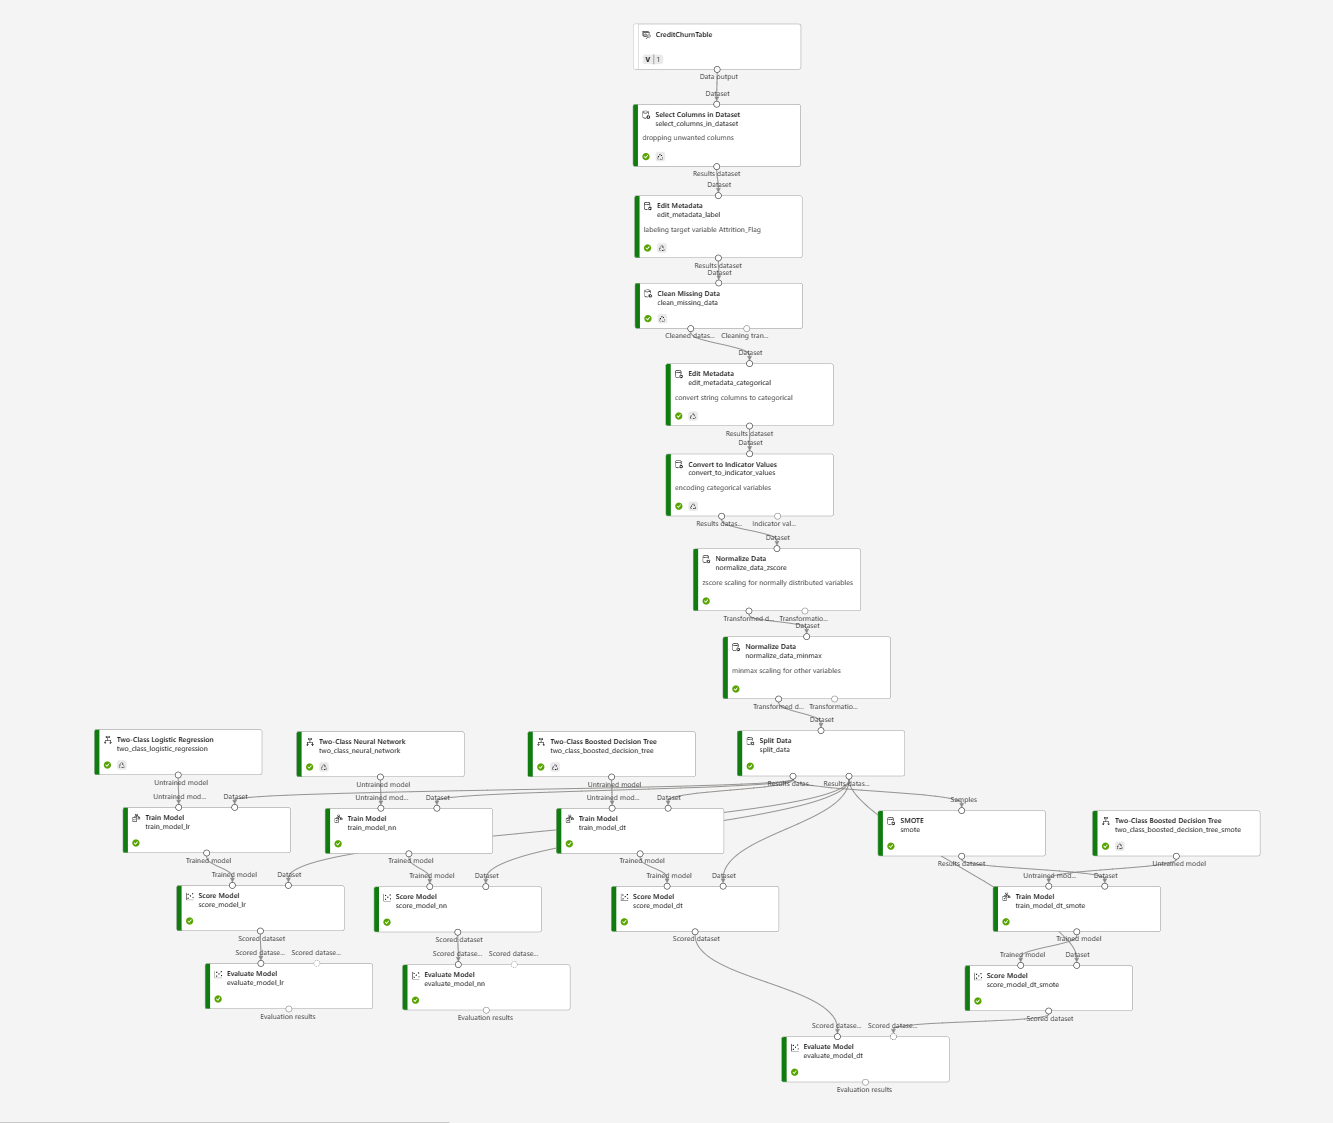 CreditChurnTable
V | 1
Data output
Dataset
Select Columns in Dataset
select_columns_in_dataset
dropping unwanted columns
Results dataset
Dataset
Edit Metadata
edit_metadata_label
labeling target variable Attrition_Flag
Results dataset
Dataset
Clean Missing Data
clean_missing_data
Cleaned datas... Cleaning tran...
Dataset
Edit Metadata
edit_metadata_categorical
convert string columns to categorical
Results dataset
Dataset
Convert to Indicator Values
convert_to_indicator_values
encoding categorical variables
Results datas... Indicator val...
Dataset
Normalize Data
normalize_data_zscore
zscore scaling for normally distributed variables
Transformed d... Transformatio...
Dataset
Normalize Data
normalize_data_minmax
minmax scaling for other variables
Transformed d... Transformatio...
Dataset
Two-Class Logistic Regression
two_class_logistic_regression
Untrained model
Two-Class Neural Network
two_class_neural_network
Untrained model
Two-Class Boosted Decision Tree
two_class_boosted_decision_tree
Untrained model
Split Data
split_data
Results datas... Results datas...
Untrained mod... Dataset
Train Model
train_model_lr
Trained model
Untrained mod... Dataset
Train Model
train_model_nn
Trained model
Untrained mod... Dataset
Train Model
train_model_dt
Trained model
Samples
SMOTE
smote
Results dataset
Two-Class Boosted Decision Tree
two_class_boosted_decision_tree_smote
Untrained model
Trained model Dataset
Score Model
score_model_lr
Scored dataset
Trained model Dataset
Score Model
score_model_nn
Scored dataset
Trained model Dataset
Score Model
score_model_dt
Scored dataset
Untrained mod... Dataset
Train Model
train_model_dt_smote
Trained model
Scored datase... Scored datase...
Evaluate Model
evaluate_model_lr
Evaluation results
Scored datase... Scored datase...
Evaluate Model
evaluate_model_nn
Evaluation results
Trained model Dataset
Score Model
score_model_dt_smote
Scored dataset
Scored datase... Scored datase...
Evaluate Model
evaluate_model_dt
Evaluation results